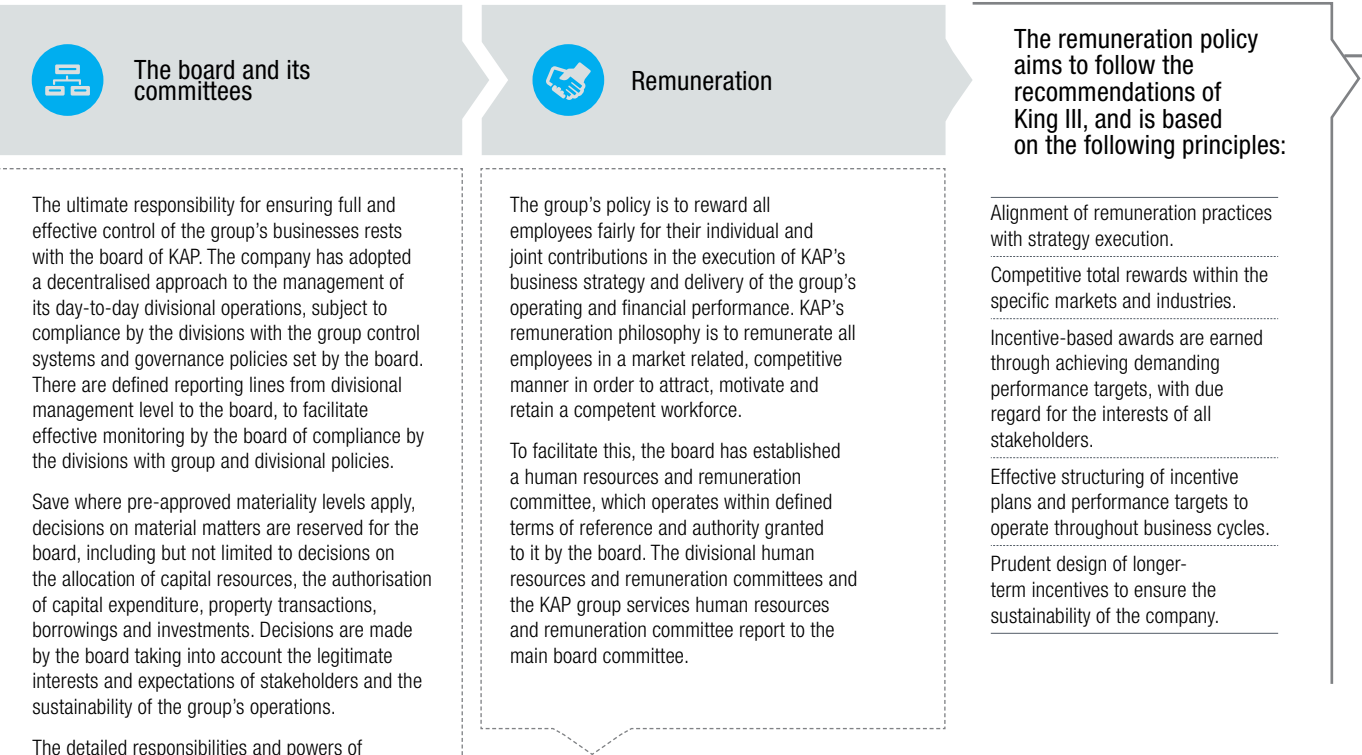 The board and its
committees
The ultimate responsibility for ensuring full and
effective control of the group's businesses rests
with the board of KAP. The company has adopted
a decentralised approach to the management of
its day-to-day divisional operations, subject to
compliance by the divisions with the group control
systems and governance policies set by the board.
There are defined reporting lines from divisional
management level to the board, to facilitate
effective monitoring by the board of compliance by
the divisions with group and divisional policies.
Save where pre-approved materiality levels apply,
decisions on material matters are reserved for the
board, including but not limited to decisions on
the allocation of capital resources, the authorisation
of capital expenditure, property transactions,
borrowings and investments. Decisions are made
by the board taking into account the legitimate
interests and expectations of stakeholders and the
sustainability of the group's operations.
The detailed responsibilities and powers of
Remuneration
The group's policy is to reward all
employees fairly for their individual and
joint contributions in the execution of KAP's
business strategy and delivery of the group's
operating and financial performance. KAP's
remuneration philosophy is to remunerate all
employees in a market related, competitive
manner in order to attract, motivate and
retain a competent workforce.
To facilitate this, the board has established
a human resources and remuneration
committee, which operates within defined
terms of reference and authority granted
to it by the board. The divisional human
resources and remuneration committees and
the KAP group services human resources
and remuneration committee report to the
main board committee.
The remuneration policy
aims to follow the
recommendations of
King III, and is based
on the following principles:
Alignment of remuneration practices
with strategy execution.
Competitive total rewards within the
specific markets and industries.
Incentive-based awards are earned
through achieving demanding
performance targets, with due
regard for the interests of all
stakeholders.
Effective structuring of incentive
plans and performance targets to
operate throughout business cycles.
Prudent design of longer-
term incentives to ensure the
sustainability of the company.